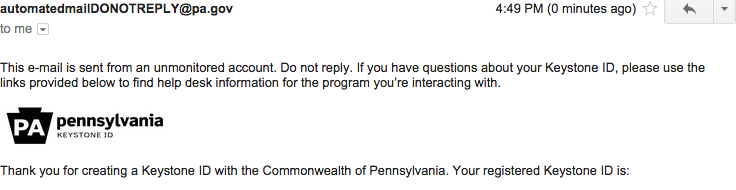 automatedmailDONOTREPLY@pa.gov 4:49 PM (0 minutes ago)
to me
This e-mail is sent from an unmonitored account. Do not reply. If you have questions about your Keystone ID, please use the
links provided below to find help desk information for the program you're interacting with.
PA pennsylvania
KEYSTONE ID
Thank you for creating a Keystone ID with the Commonwealth of Pennsylvania. Your registered Keystone ID is: